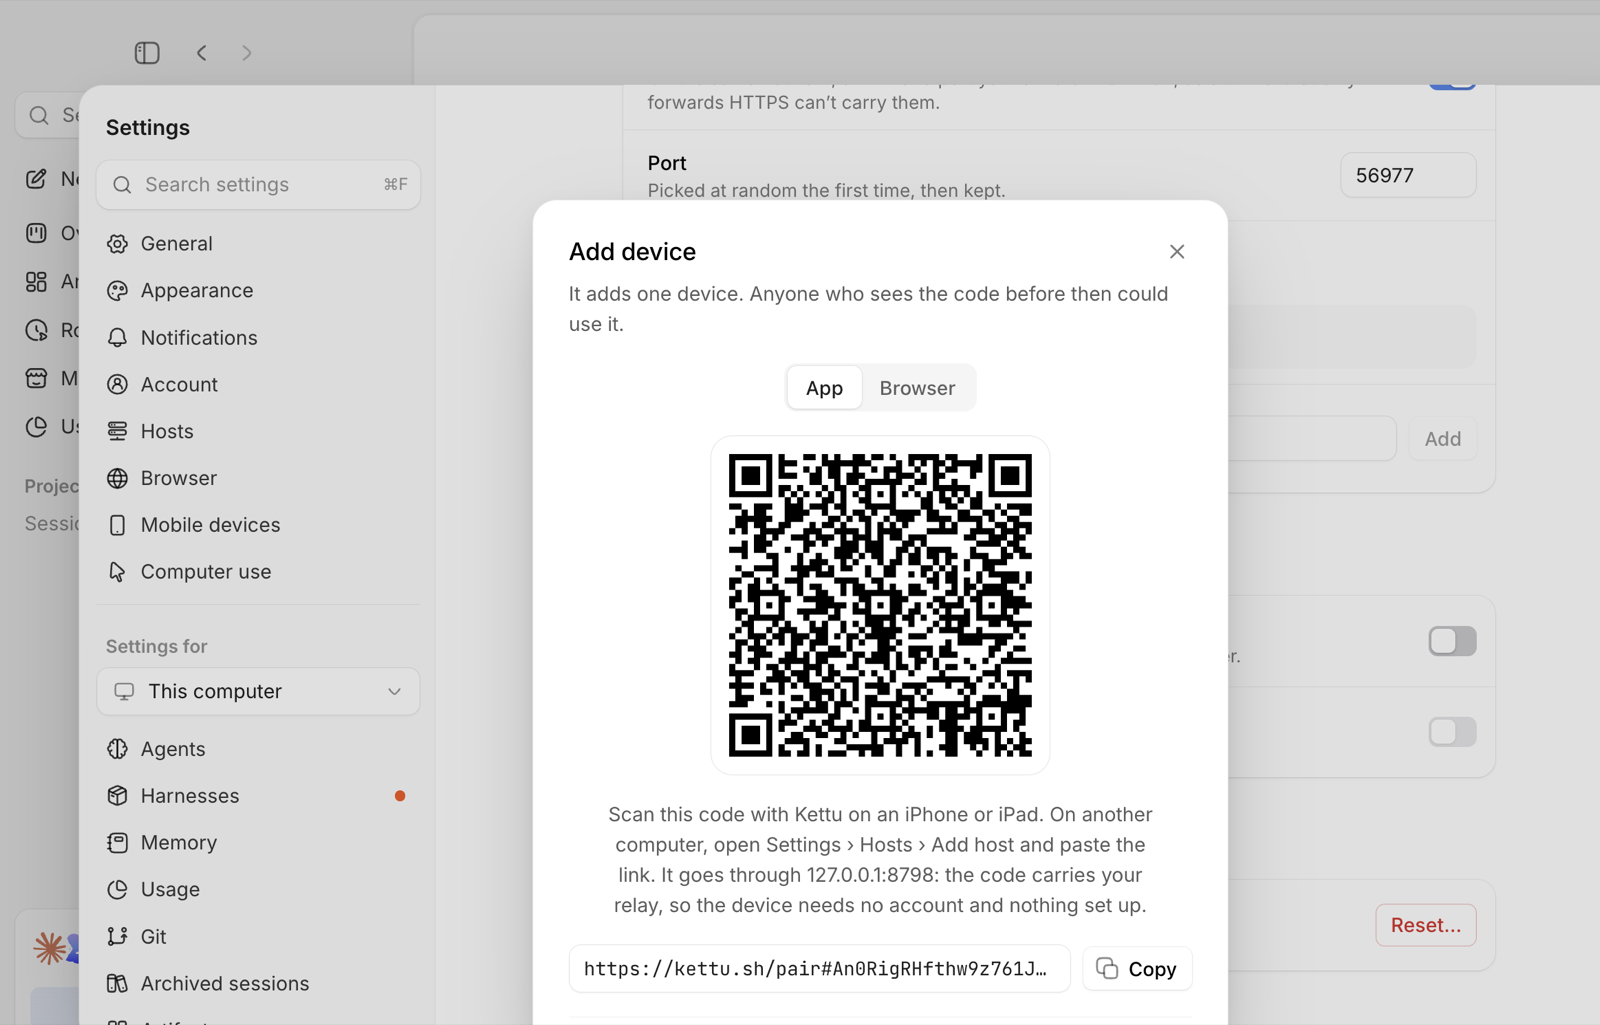 Settings
Search settings
⌘F
General
Appearance
Notifications
Account
Hosts
Browser
Mobile devices
Computer use
Settings for
This computer
Agents
Harnesses
Memory
Usage
Git
Archived sessions
forwards HTTPS can’t carry them.
Port
Picked at random the first time, then kept.
56977
Add
Reset...
Add device
It adds one device. Anyone who sees the code before then could
use it.
App
Browser
Scan this code with Kettu on an iPhone or iPad. On another
computer, open Settings › Hosts › Add host and paste the
link. It goes through 127.0.0.1:8798: the code carries your
relay, so the device needs no account and nothing set up.
https://kettu.sh/pair#An0RigRHfthw9z761J…
Copy